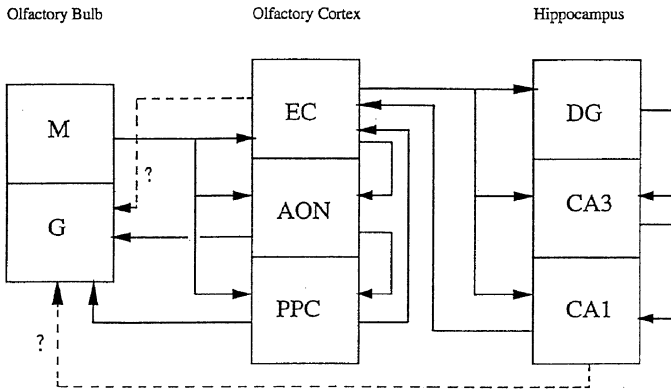 Olfactory Bulb
Olfactory Cortex
Hippocampus
M
G
EC
AON
PPC
DG
CA3
CA1
?
?